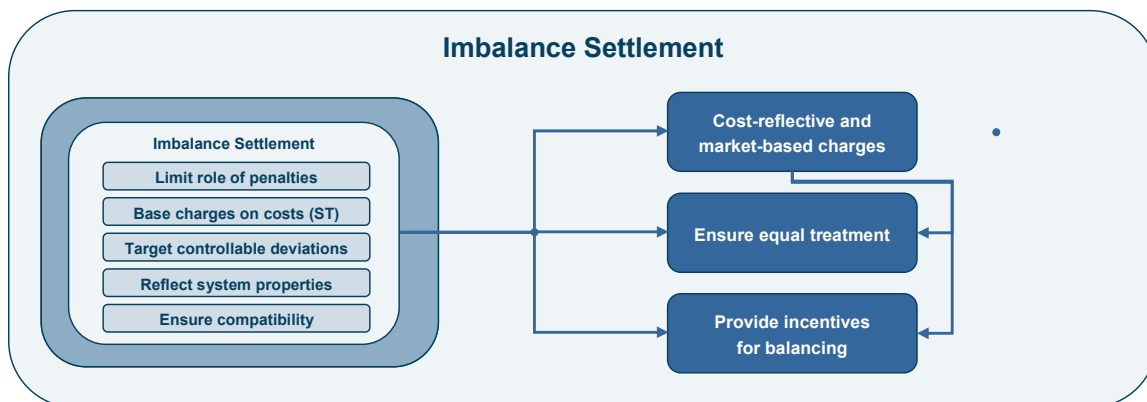 Imbalance Settlement
Imbalance Settlement
Limit role of penalties
Base charges on costs (ST)
Target controllable deviations
Reflect system properties
Ensure compatibility
Cost-reflective and
market-based charges
Ensure equal treatment
Provide incentives
for balancing